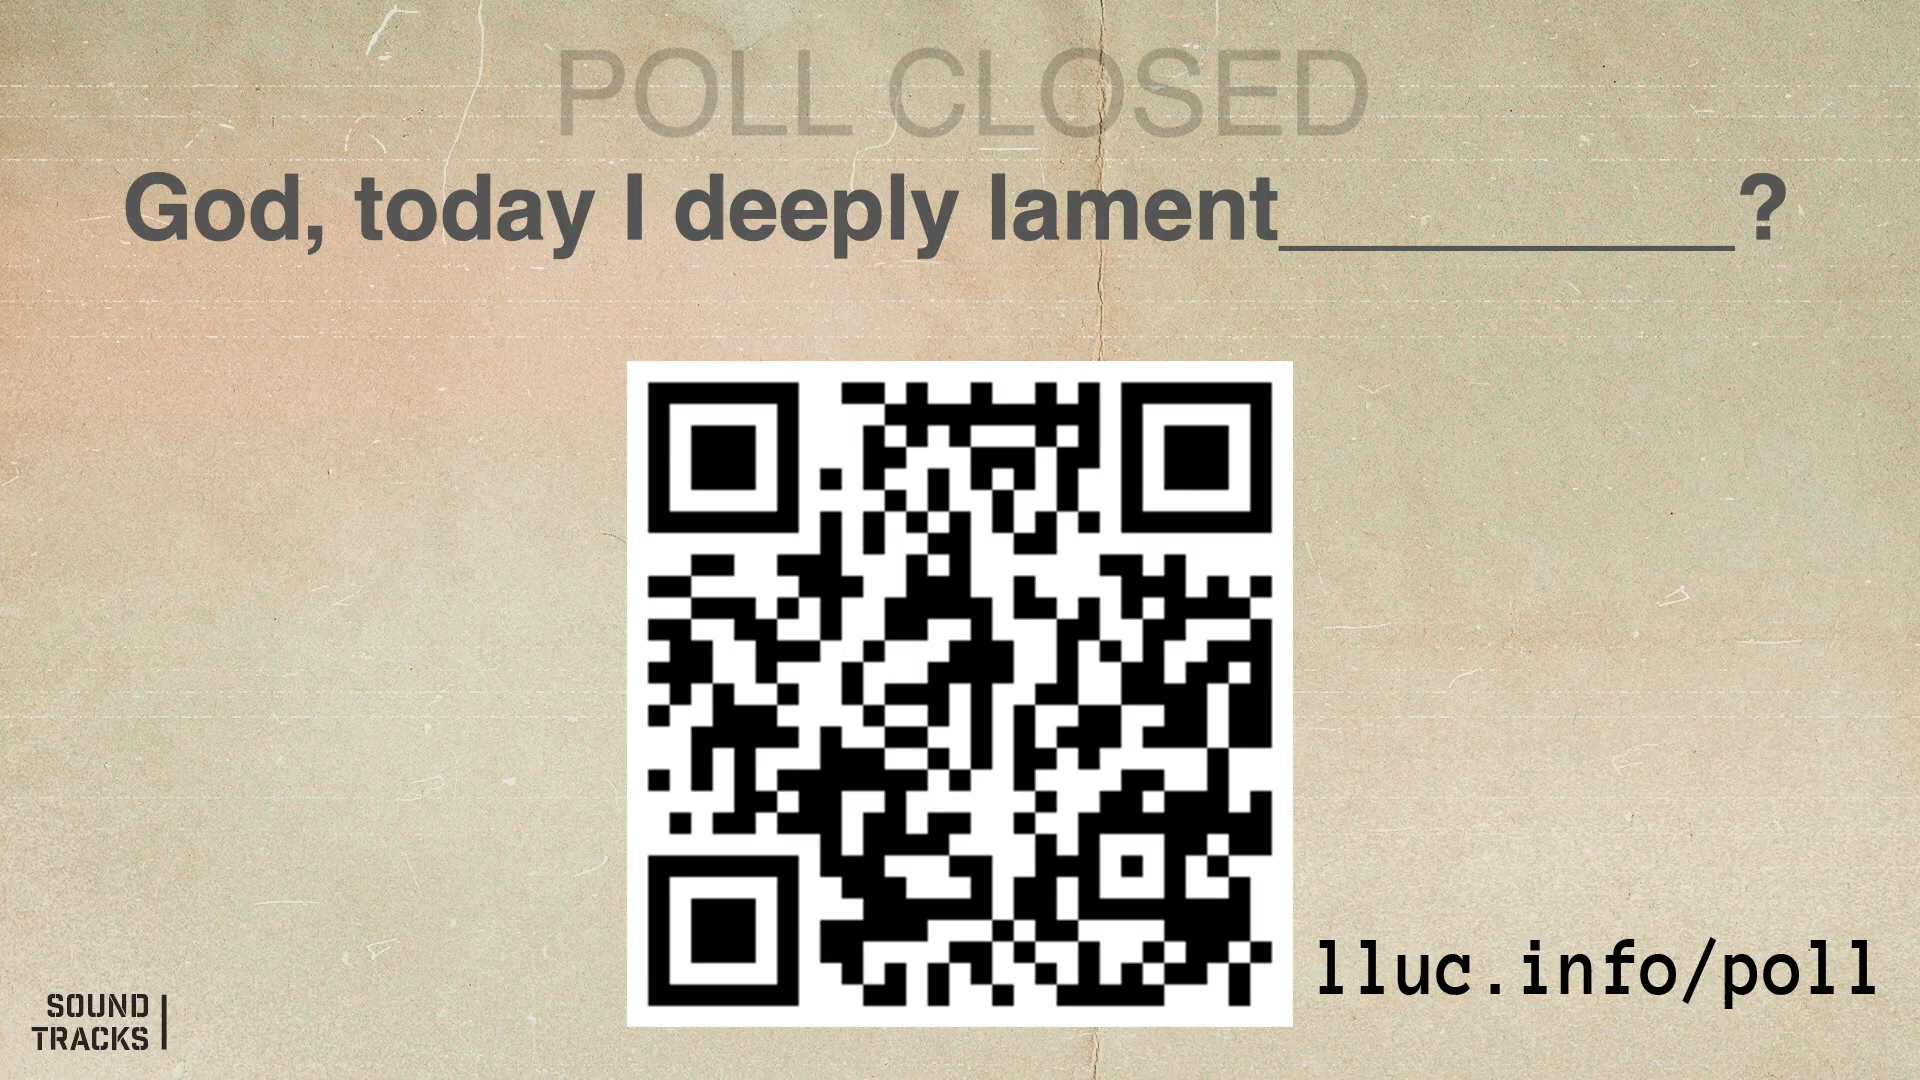 POLL CLOSED
God, today I deeply lament__________?
lluc.info/poll
SOUND
TRACKS